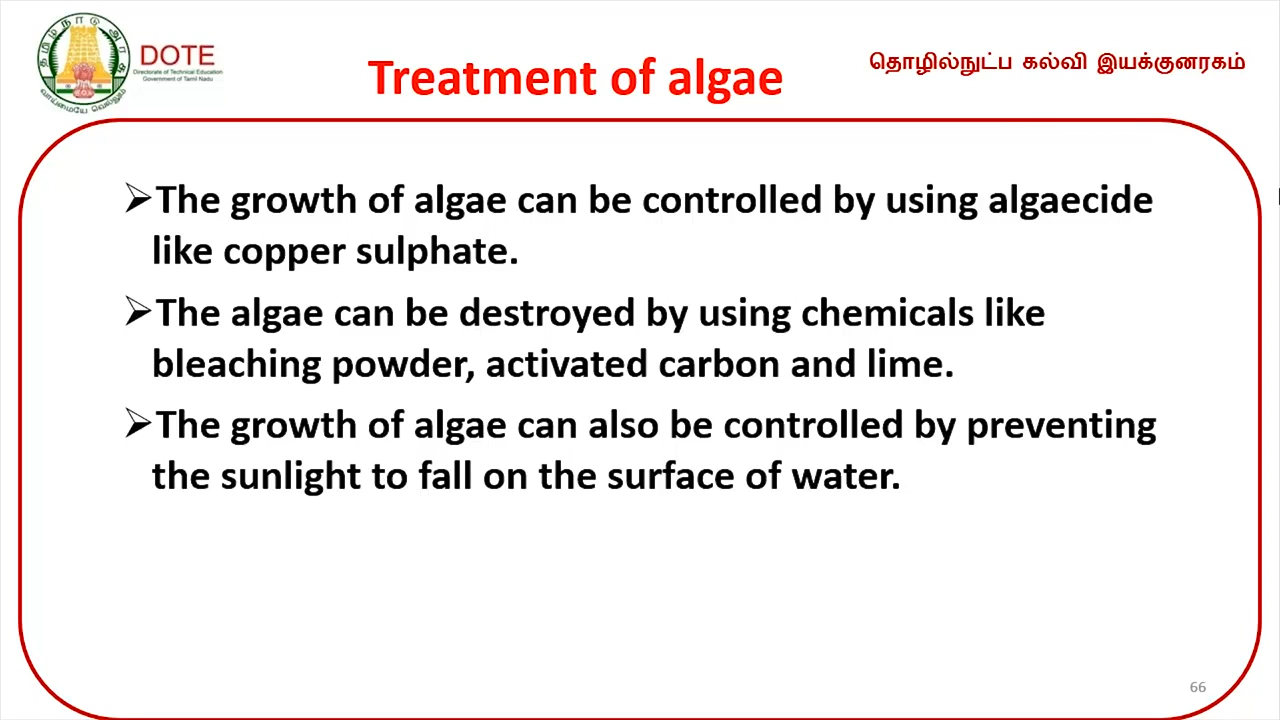 தமிழ்நாடு அரசு
வாய்மையே வெல்லும்
DOTE
Directorate of Technical Education
Government of Tamil Nadu
Treatment of algae
தொழில்நுட்ப கல்வி இயக்குனரகம்
➢The growth of algae can be controlled by using algaecide
like copper sulphate.
➢The algae can be destroyed by using chemicals like
bleaching powder, activated carbon and lime.
➢The growth of algae can also be controlled by preventing
the sunlight to fall on the surface of water.
66